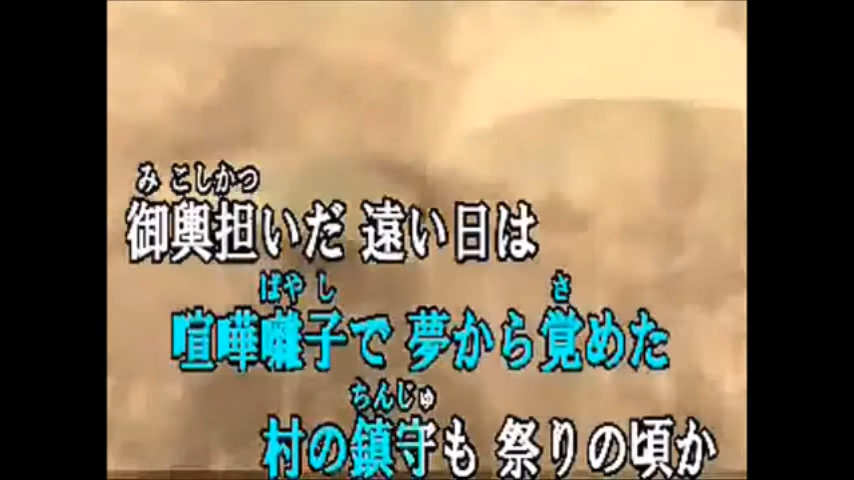 みこしかつ
御輿担いだ 遠い日は
ばやし さ
喧嘩囃子で 夢から覚めた
ちんじゅ
村の鎮守も 祭りの頃か